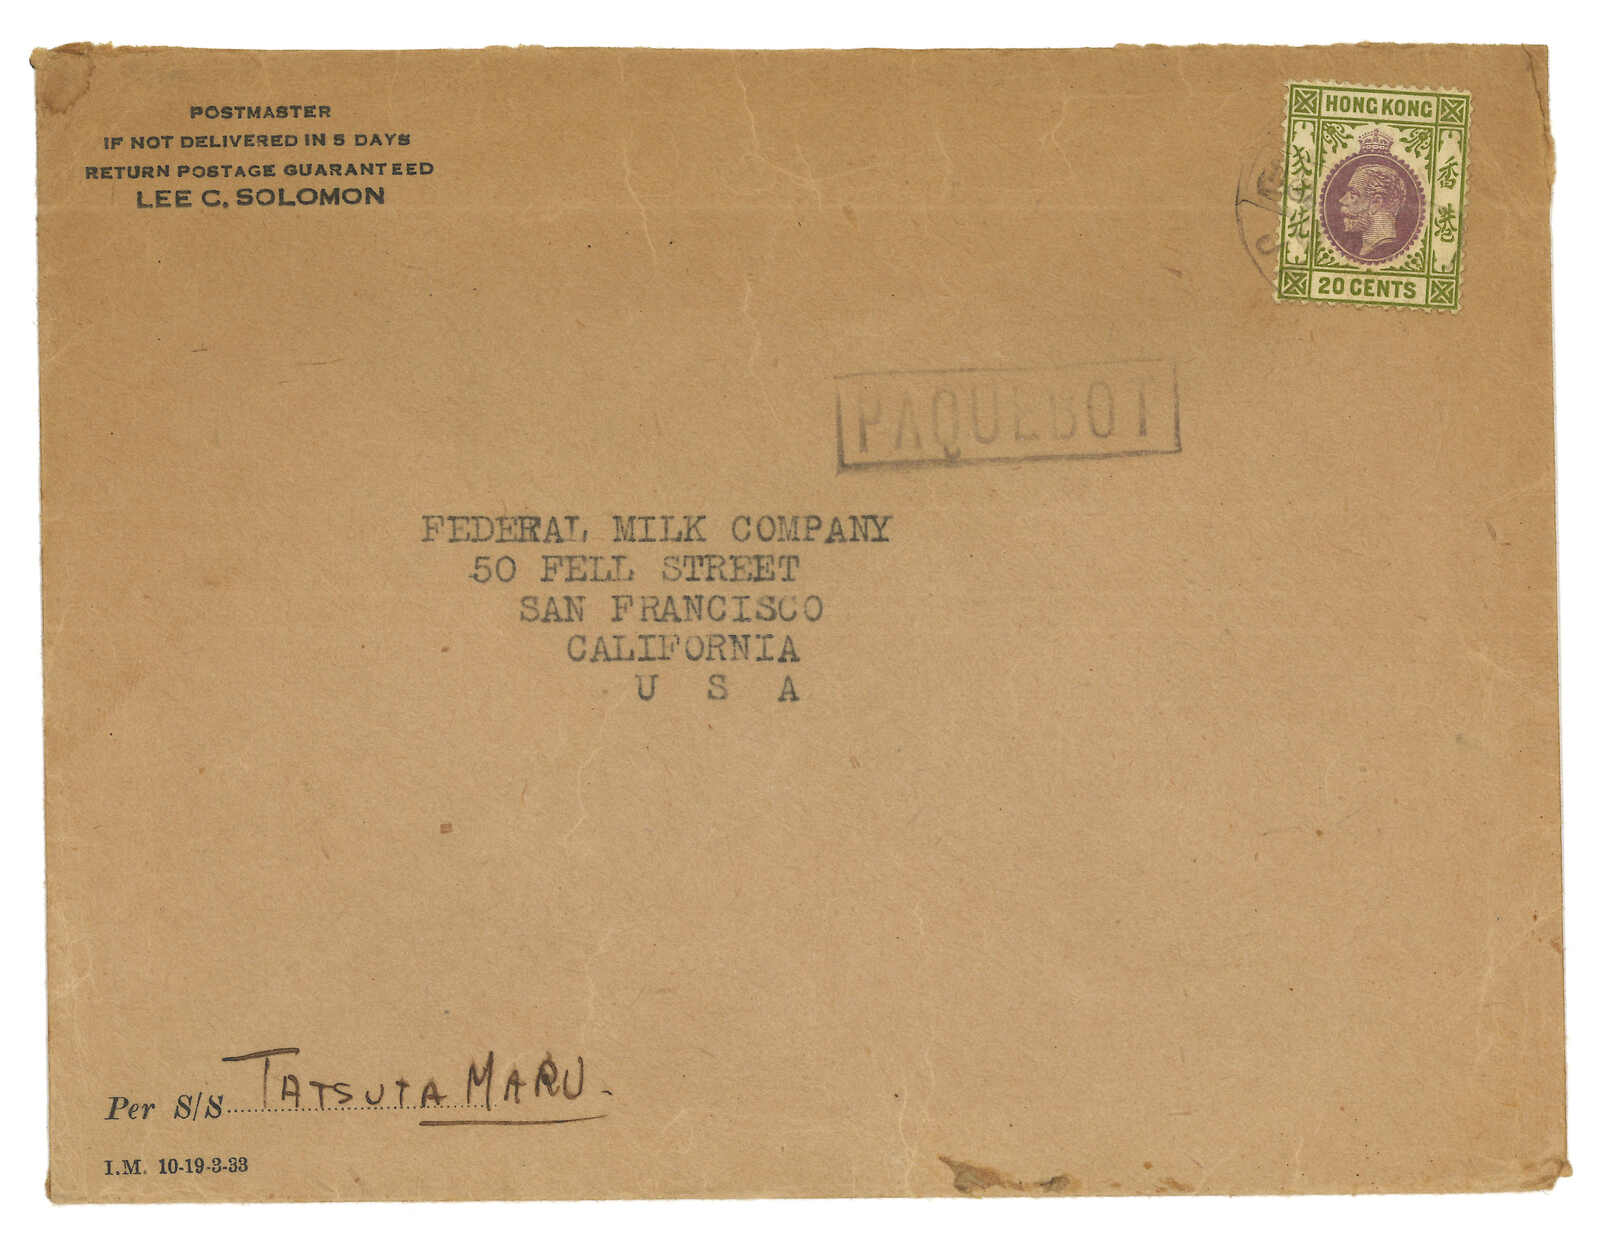 POSTMASTER
IF NOT DELIVERED IN 5 DAYS
RETURN POSTAGE GUARANTEED
LEE C. SOLOMON
HONG KONG
香港
20 CENTS
PAQUEBOT
FEDERAL MILK COMPANY
50 FELL STREET
SAN FRANCISCO
CALIFORNIA
U S A
Per S/S TATSUTA MARU.
I.M. 10-19-3-33